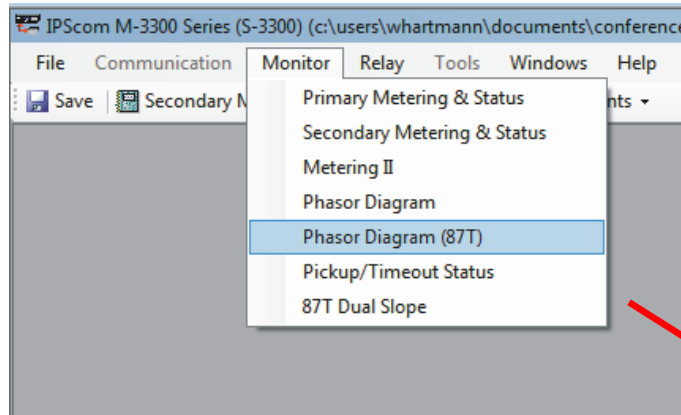 IPScom M-3300 Series (S-3300) (c:\users\whartmann\documents\conference
File Communication Monitor Relay Tools Windows Help
Save Secondary
Primary Metering & Status
Secondary Metering & Status
Metering II
Phasor Diagram
Phasor Diagram (87T)
Pickup/Timeout Status
87T Dual Slope